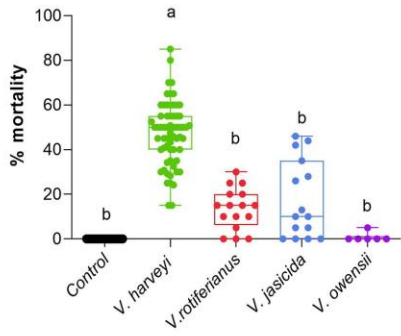 % mortality
100
80
60
40
20
0
a
b
b
b
b
Control
V. harveyi
V.rotiferianus
V. jasicida
V. owensii